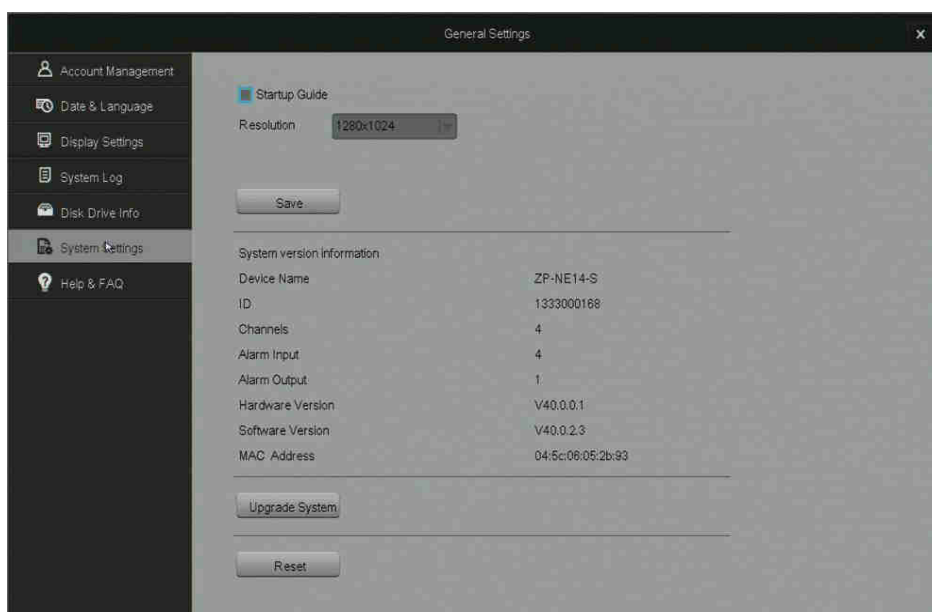 General Settings
x
Account Management
Date & Language
Display Settings
System Log
Disk Drive Info
System Settings
Help & FAQ
Startup Guide
Resolution 1280x1024
Save
System version information
Device Name ZP-NE14-S
ID 1333000168
Channels 4
Alarm Input 4
Alarm Output 1
Hardware Version V40.0.0.1
Software Version V40.0.2.3
MAC Address 04:5c:06:05:2b:93
Upgrade System
Reset